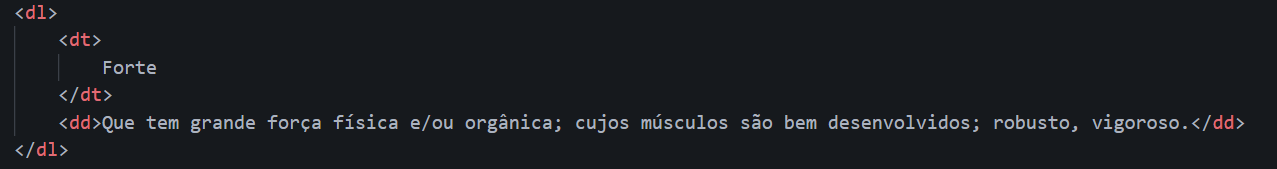 <dl>
<dt>
Forte
</dt>
<dd>Que tem grande força física e/ou orgânica; cujos músculos são bem desenvolvidos; robusto, vigoroso.</dd>
</dl>